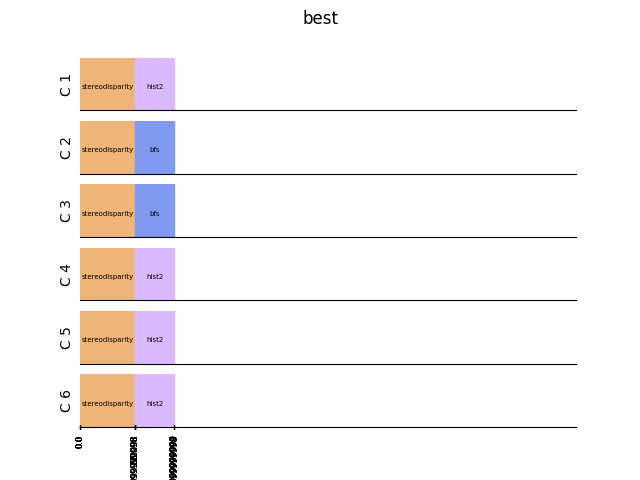 best
C 1
stereodisparity
hist2
C 2
stereodisparity
bfs
C 3
stereodisparity
bfs
C 4
stereodisparity
hist2
C 5
stereodisparity
hist2
C 6
stereodisparity
hist2
0.0